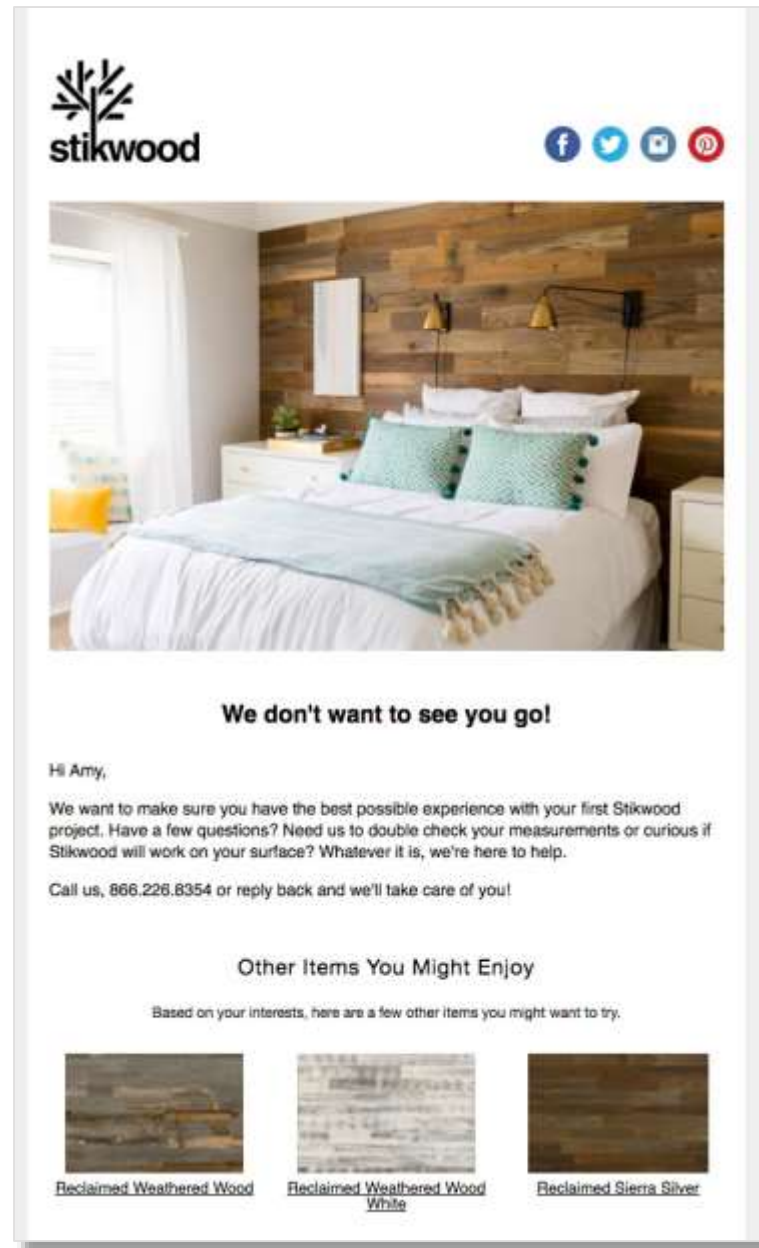 stikwood
We don't want to see you go!
Hi Amy,
We want to make sure you have the best possible experience with your first Stikwood
project. Have a few questions? Need us to double check your measurements or curious if
Stikwood will work on your surface? Whatever it is, we're here to help.
Call us, 866.226.8354 or reply back and we'll take care of you!
Other Items You Might Enjoy
Based on your interests, here are a few other items you might want to try.
Reclaimed Weathered Wood
Reclaimed Weathered Wood
White
Reclaimed Sierra Silver